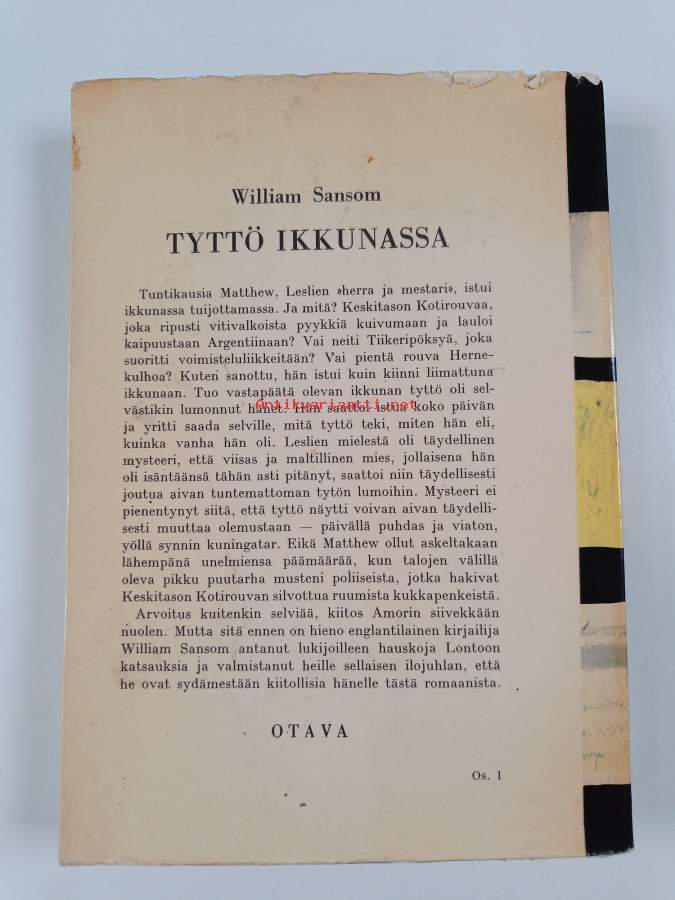 William Sansom
TYTTÖ IKKUNASSA
Tuntikausia Matthew, Leslien »herra ja mestari», istui
ikkunassa tuijottamassa. Ja mitä? Keskitason Kotirouvaa,
joka ripusti vitivalkoista pyykkiä kuivumaan ja lauloi
kaipuustaan Argentiinaan? Vai neiti Tiikeripöksyä, joka
suoritti voimisteluliikkeitään? Vai pientä rouva Herne-
kulhoa? Kuten sanottu, hän istui kuin kiinni liimattuna
ikkunaan. Tuo vastapäätä olevan ikkunan tyttö oli sel-
västikin lumonnut hänet. Hän saattoi istua koko päivän
Antikvariantti.net
ja yritti saada selville, mitä tyttö teki, miten hän eli,
kuinka vanha hän oli. Leslien mielestä oli täydellinen
mysteeri, että viisas ja maltillinen mies, jollaisena hän
oli isäntäänsä tähän asti pitänyt, saattoi niin täydellisesti
joutua aivan tuntemattoman tytön lumoihin. Mysteeri ei
pienentynyt siitä, että tyttö näytti voivan aivan täydelli-
sesti muuttaa olemustaan — päivällä puhdas ja viaton,
yöllä synnin kuningatar. Eikä Matthew ollut askeltakaan
lähempänä unelmiensa päämäärää, kun talojen välillä
oleva pikku puutarha musteni poliiseista, jotka hakivat
Keskitason Kotirouvan silvottua ruumista kukkapenkeistä.
Arvoitus kuitenkin selviää, kiitos Amorin siivekkään
nuolen. Mutta sitä ennen on hieno englantilainen kirjailija
William Sansom antanut lukijoilleen hauskoja Lontoon
katsauksia ja valmistanut heille sellaisen ilojuhlan, että
he ovat sydämestään kiitollisia hänelle tästä romaanista.
OTAVA
Os. 1